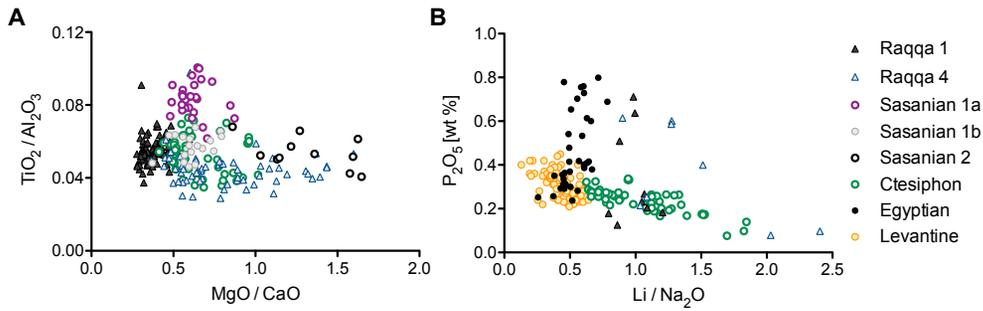 A
TiO2 / Al2O3
0.12
0.08
0.04
0.00
0.0 0.5 1.0 1.5 2.0
MgO / CaO
B
P2O5 [wt %]
1.0
0.8
0.6
0.4
0.2
0.0
0.0 0.5 1.0 1.5 2.0 2.5
Li / Na2O
Raqqa 1
Raqqa 4
Sasanian 1a
Sasanian 1b
Sasanian 2
Ctesiphon
Egyptian
Levantine